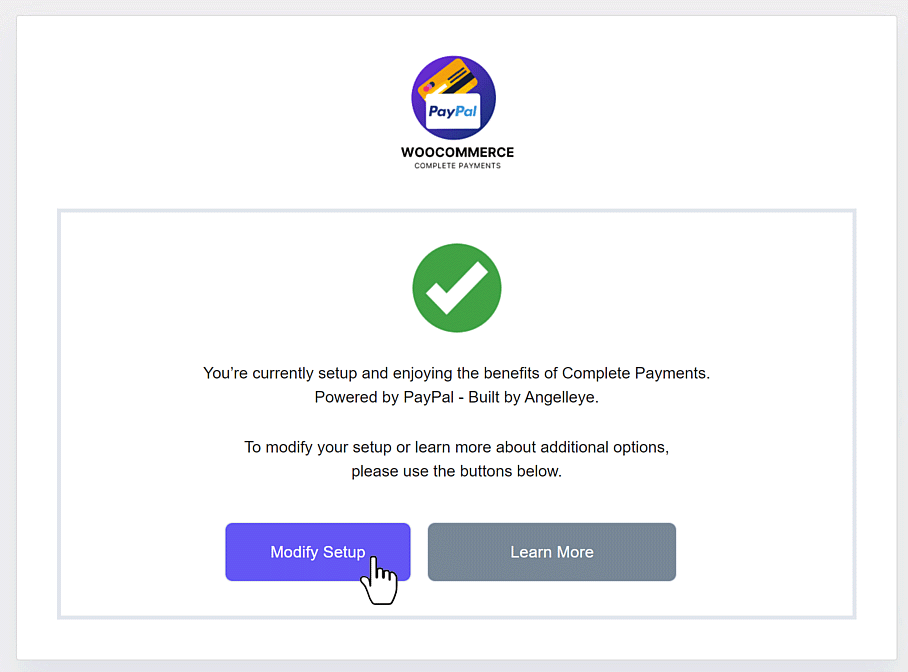 PayPal
WOOCOMMERCE
COMPLETE PAYMENTS
You’re currently setup and enjoying the benefits of Complete Payments.
Powered by PayPal - Built by Angelleye.
To modify your setup or learn more about additional options,
please use the buttons below.
Modify Setup
Learn More